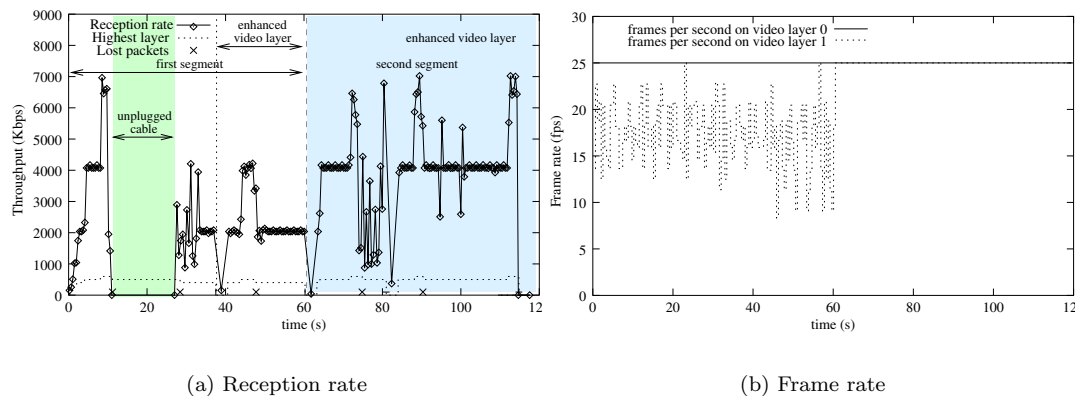 9000
8000
7000
6000
5000
4000
3000
2000
1000
0
Throughput (Kbps)
Reception rate
Highest layer
Lost packets
enhanced
video layer
enhanced video layer
first segment
second segment
unplugged
cable
0 20 40 60 80 100 12
time (s)
(a) Reception rate
30
25
20
15
10
5
0
Frame rate (fps)
frames per second on video layer 0
frames per second on video layer 1
0 20 40 60 80 100 120
time (s)
(b) Frame rate